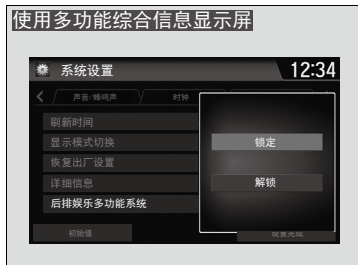 使用多功能综合信息显示屏
系统设置
12:34
声音/蜂鸣声
时钟
刷新时间
显示模式切换
恢复出厂设置
详细信息
后排娱乐多功能系统
锁定
解锁
初始值
设置完成